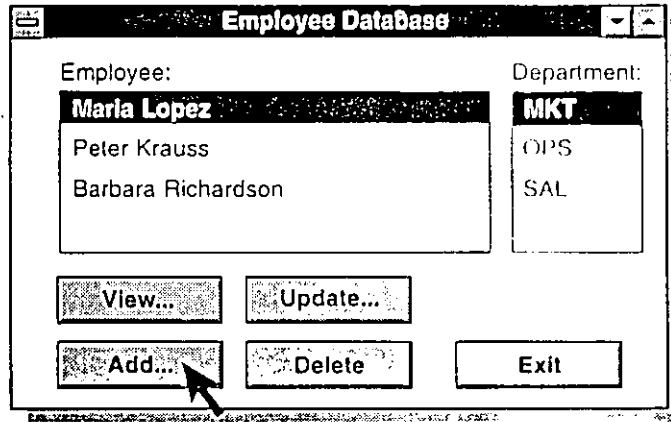 Employee Database
Employee: Department:
Maria Lopez MKT
Peter Krauss OPS
Barbara Richardson SAL
View... Update...
Add... Delete Exit